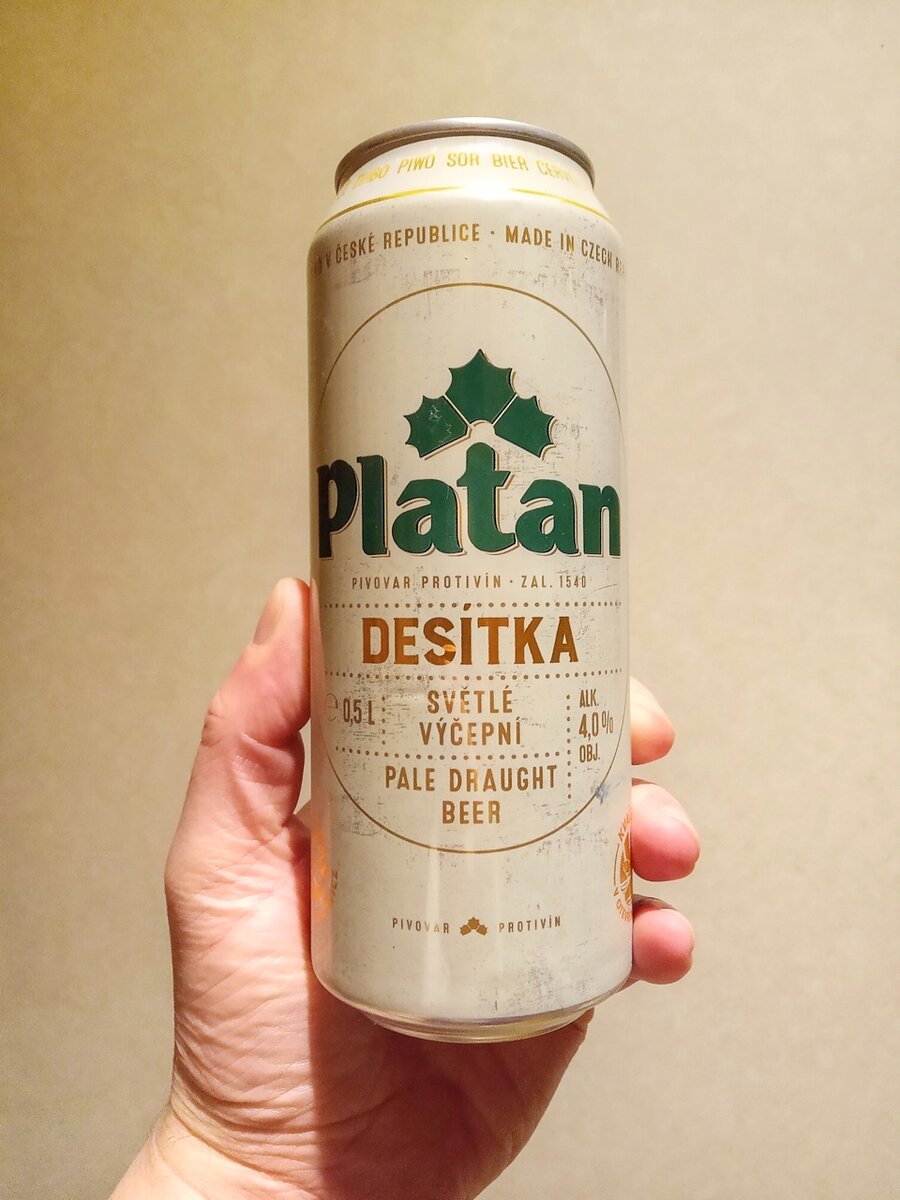 PIVO PIWO SOR BIER
V ČESKÉ REPUBLICE · MADE IN CZECH
Platan
PIVOVAR PROTIVÍN · ZAL. 1540
DESÍTKA
℮ 0,5 L
SVĚTLÉ
VÝČEPNÍ
ALK.
4,0 %
OBJ.
PALE DRAUGHT
BEER
PIVOVAR PROTIVÍN